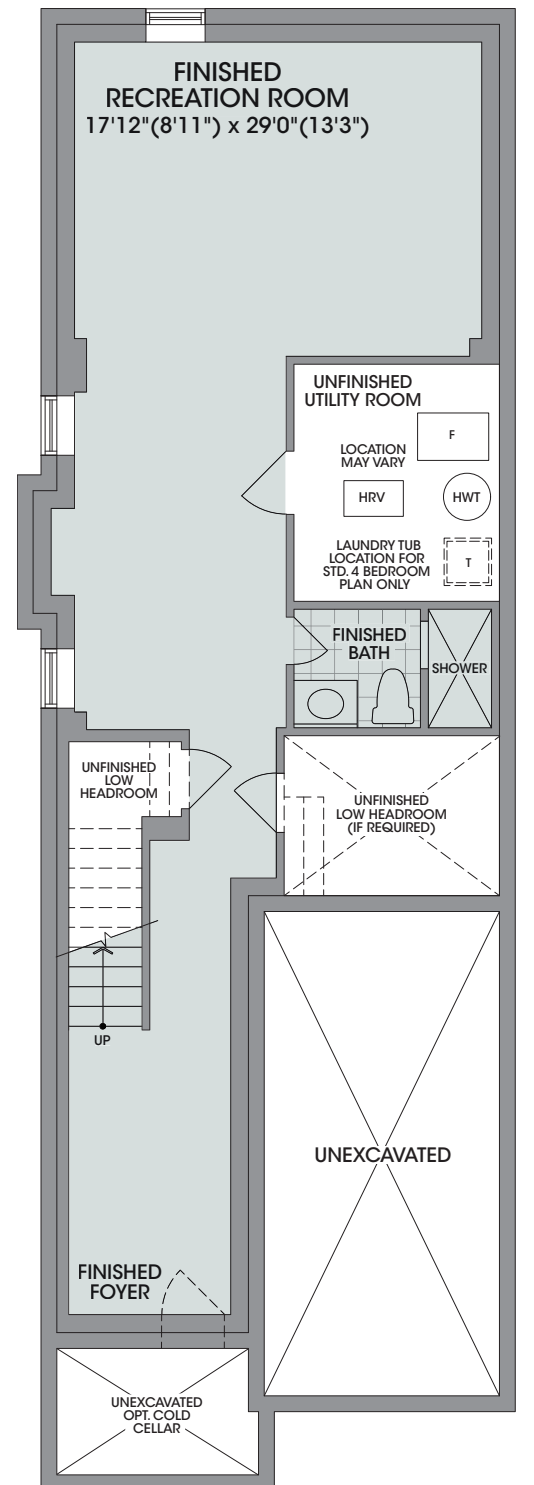 FINISHED
RECREATION ROOM
17'12"(8'11") x 29'0"(13'3")
UNFINISHED
UTILITY ROOM
F
LOCATION
MAY VARY
HRV
HWT
LAUNDRY TUB
LOCATION FOR
STD. 4 BEDROOM
PLAN ONLY
T
FINISHED
BATH
SHOWER
UNFINISHED
LOW
HEADROOM
UNFINISHED
LOW HEADROOM
(IF REQUIRED)
UP
UNEXCAVATED
FINISHED
FOYER
UNEXCAVATED
OPT. COLD
CELLAR